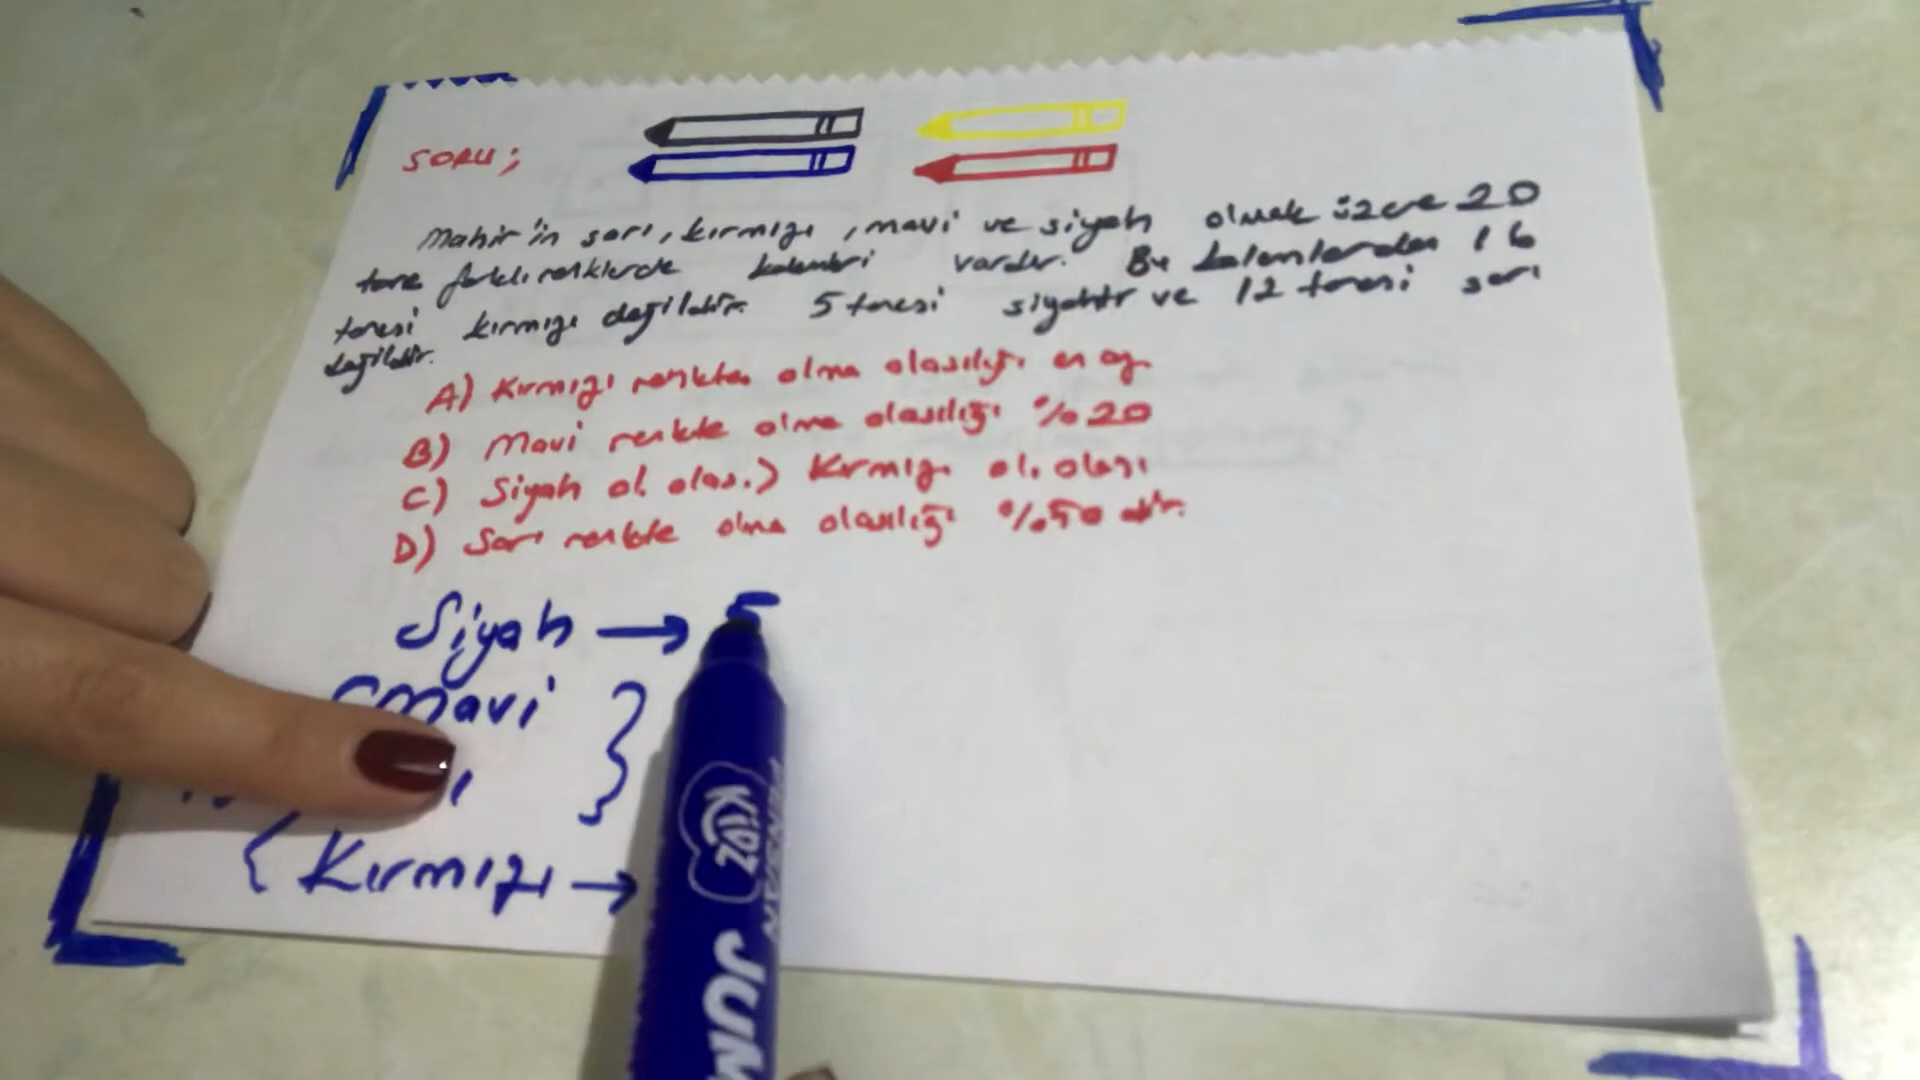 SORU;
Mahir'in sarı, kırmızı, mavi ve siyah olmak üzere 20
tane farklı renklerde kalemleri vardır. Bu kalemlerden 16
tanesi kırmızı değildir. 5 tanesi siyahtır ve 12 tanesi sarı
değildir.
A) Kırmızı renkten olma olasılığı en az.
B) Mavi renkte olma olasılığı %20
C) Siyah ol. olas. > Kırmızı ol. olası
D) Sarı renkte olma olasılığı %50 dir.
Siyah → 5
Mavi }
{ Kırmızı →
KiDZ
JUM